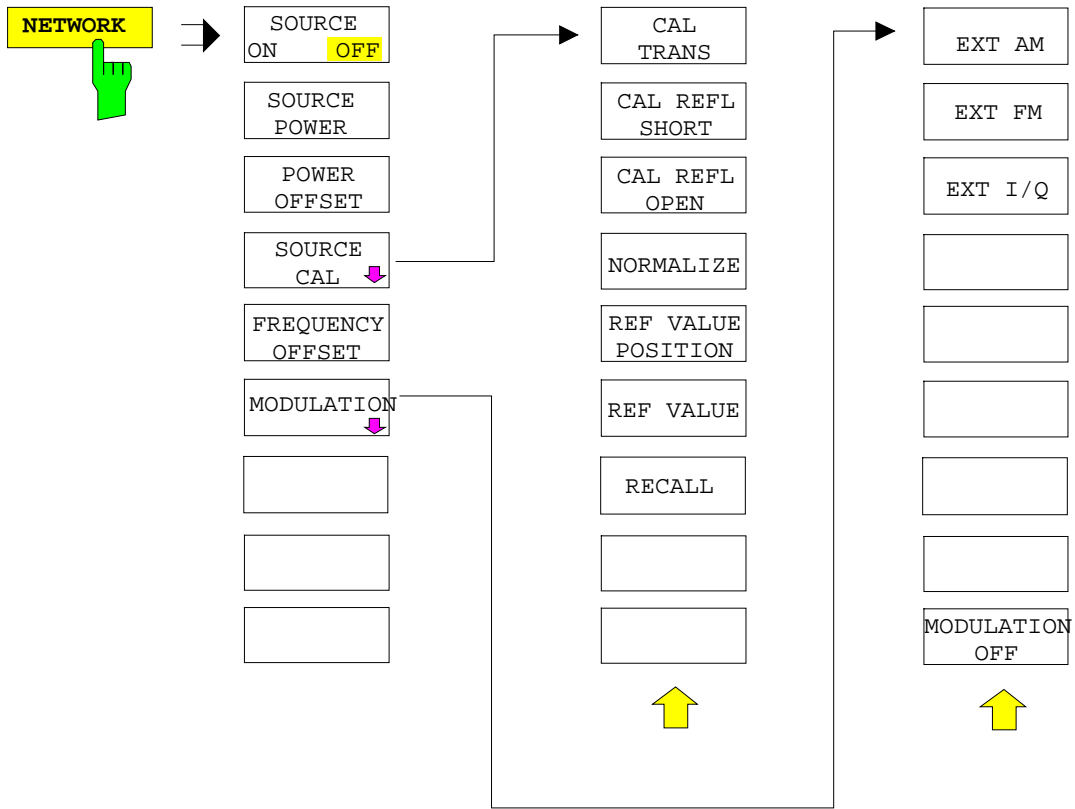 NETWORK
SOURCE
ON OFF
SOURCE
POWER
POWER
OFFSET
SOURCE
CAL
FREQUENCY
OFFSET
MODULATION
CAL
TRANS
CAL REFL
SHORT
CAL REFL
OPEN
NORMALIZE
REF VALUE
POSITION
REF VALUE
RECALL
EXT AM
EXT FM
EXT I/Q
MODULATION
OFF